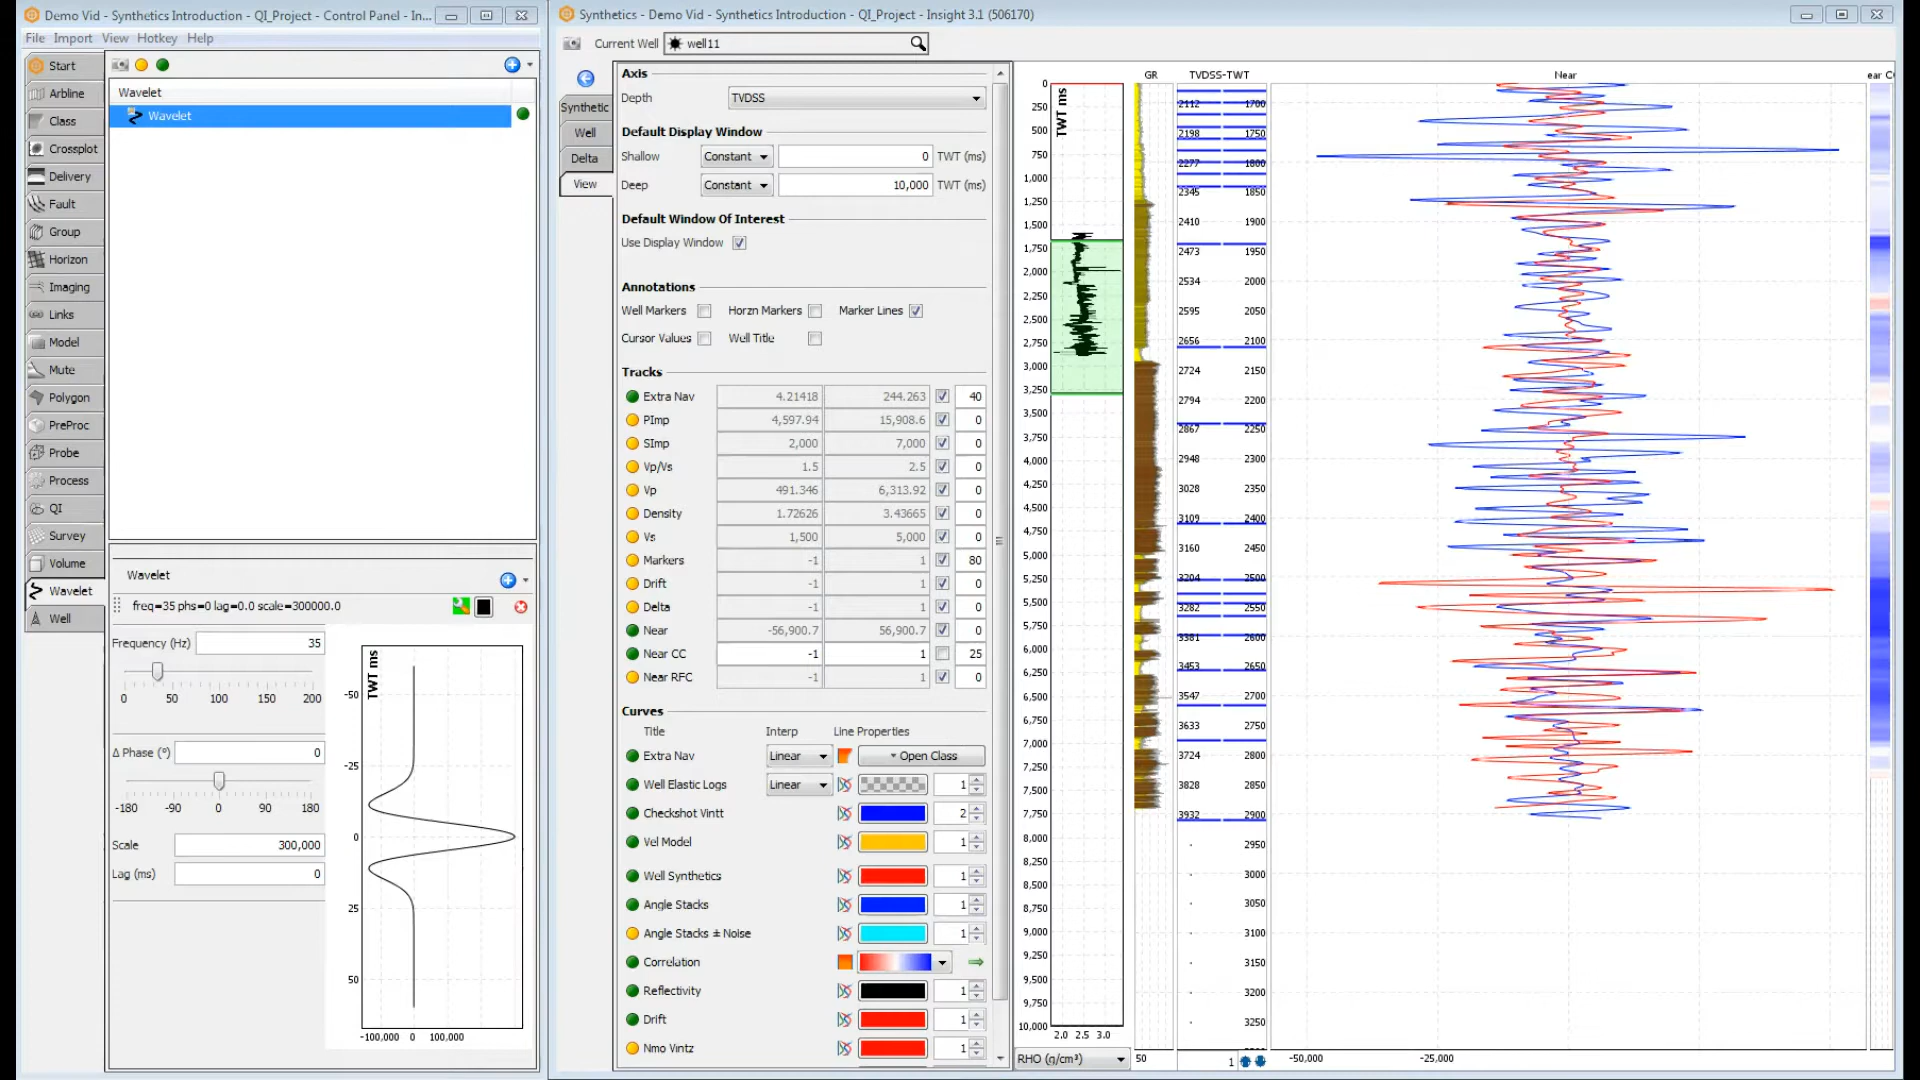 Demo Vid - Synthetics Introduction - QI_Project - Control Panel - In...
File Import View Hotkey Help
Start
Arbline
Class
Crossplot
Delivery
Fault
Group
Horizon
Imaging
Links
Model
Mute
Polygon
PreProc
Probe
Process
QI
Survey
Volume
Wavelet
Well
Wavelet
Wavelet
Wavelet
freq=35 phs=0 lag=0.0 scale=300000.0
Frequency (Hz) 35
0 50 100 150 200
Δ Phase (°) 0
-180 -90 0 90 180
Scale 300,000
Lag (ms) 0
TWT ms
-50
-25
0
25
50
-100,000 0 100,000
Synthetics - Demo Vid - Synthetics Introduction - QI_Project - Insight 3.1 (506170)
Current Well well11
Synthetic
Well
Delta
View
Axis
Depth TVDSS
Default Display Window
Shallow Constant 0 TWT (ms)
Deep Constant 10,000 TWT (ms)
Default Window Of Interest
Use Display Window
Annotations
Well Markers Horzn Markers Marker Lines
Cursor Values Well Title
Tracks
Extra Nav 4.21418 244.263 40
PImp 4,597.94 15,908.6 0
SImp 2,000 7,000 0
Vp/Vs 1.5 2.5 0
Vp 491.346 6,313.92 0
Density 1.72626 3.43665 0
Vs 1,500 5,000 0
Markers -1 1 80
Drift -1 1 0
Delta -1 1 0
Near -56,900.7 56,900.7 0
Near CC -1 1 25
Near RFC -1 1 0
Curves
Title Interp Line Properties
Extra Nav Linear Open Class
Well Elastic Logs Linear 1
Checkshot Vintt 2
Vel Model 1
Well Synthetics 1
Angle Stacks 1
Angle Stacks ± Noise 1
Correlation
Reflectivity 1
Drift 1
Nmo Vintz 1
TWT ms
0
250
500
750
1,000
1,250
1,500
1,750
2,000
2,250
2,500
2,750
3,000
3,250
3,500
3,750
4,000
4,250
4,500
4,750
5,000
5,250
5,500
5,750
6,000
6,250
6,500
6,750
7,000
7,250
7,500
7,750
8,000
8,250
8,500
8,750
9,000
9,250
9,500
9,750
10,000
2.0 2.5 3.0
RHO (g/cm³)
GR
50
TVDSS-TWT
2112 1700
2198 1750
2277 1800
2345 1850
2410 1900
2473 1950
2534 2000
2595 2050
2656 2100
2724 2150
2794 2200
2867 2250
2948 2300
3028 2350
3109 2400
3160 2450
3204 2500
3282 2550
3381 2600
3453 2650
3547 2700
3633 2750
3724 2800
3828 2850
3932 2900
2950
3000
3050
3100
3150
3200
3250
1
Near
-50,000 -25,000
ear C